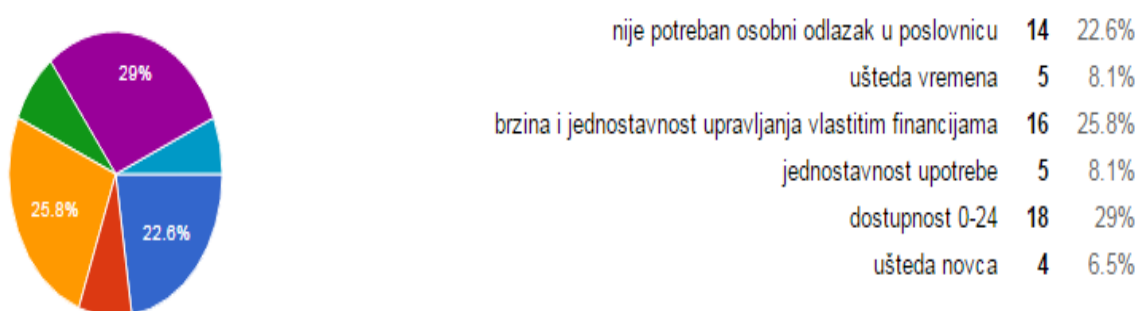 29%
25.8%
22.6%
nije potreban osobni odlazak u poslovnicu 14 22.6%
ušteda vremena 5 8.1%
brzina i jednostavnost upravljanja vlastitim financijama 16 25.8%
jednostavnost upotrebe 5 8.1%
dostupnost 0-24 18 29%
ušteda novca 4 6.5%